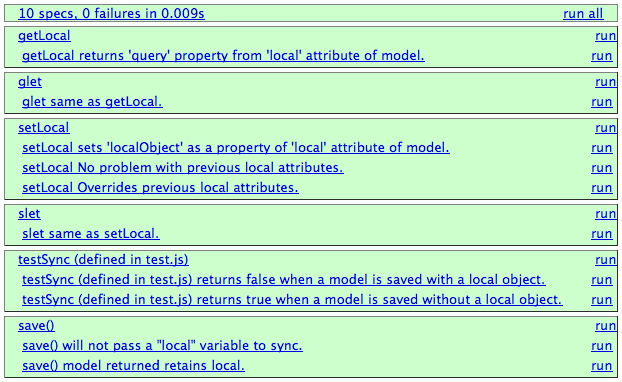 10 specs, 0 failures in 0.009s run all
getLocal run
getLocal returns 'query' property from 'local' attribute of model. run
glet run
glet same as getLocal. run
setLocal run
setLocal sets 'localObject' as a property of 'local' attribute of model. run
setLocal No problem with previous local attributes. run
setLocal Overrides previous local attributes. run
slet run
slet same as setLocal. run
testSync (defined in test.js) run
testSync (defined in test.js) returns false when a model is saved with a local object. run
testSync (defined in test.js) returns true when a model is saved without a local object. run
save() run
save() will not pass a "local" variable to sync. run
save() model returned retains local. run